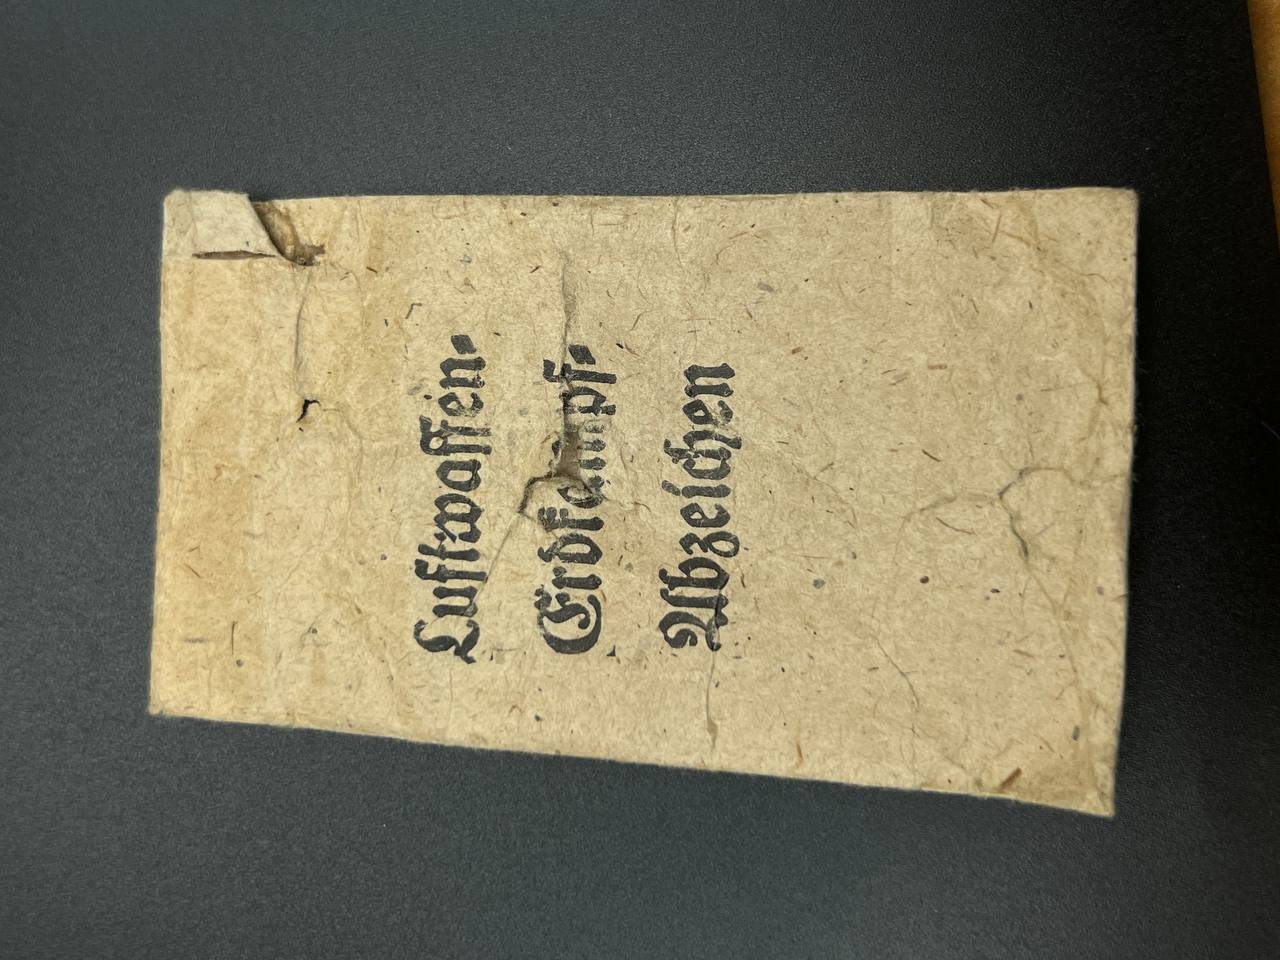 Luftwaffen-
Erdkampf-
Abzeichen